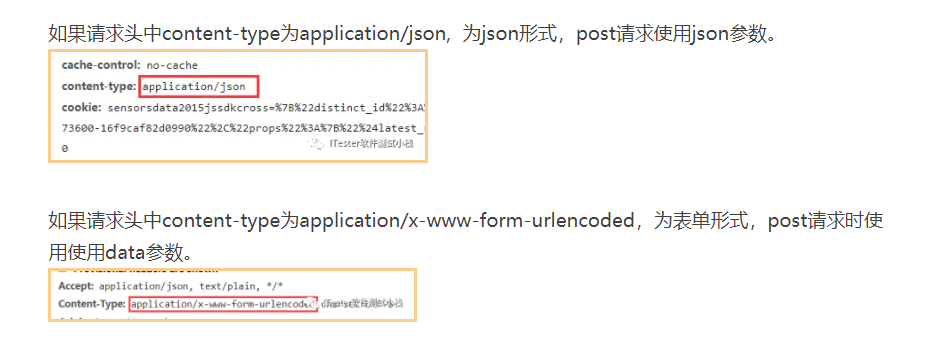 如果请求头中content-type为application/json，为json形式，post请求使用json参数。
cache-control: no-cache
content-type: application/json
cookie: sensorsdata2015jssdkcross=%7B%22distinct_id%22%3A%
73600-16f9caf82d0990%22%2C%22props%22%3A%7B%22%24latest_
0
ITester软件测试小栈
如果请求头中content-type为application/x-www-form-urlencoded，为表单形式，post请求时使
用使用data参数。
Provisional headers are shown
Accept: application/json, text/plain, */*
Content-Type: application/x-www-form-urlencoded